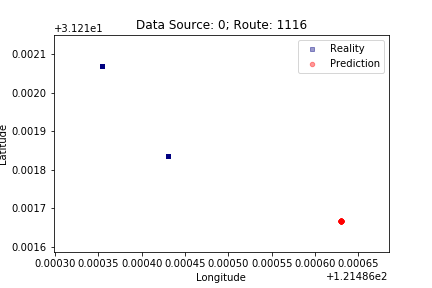 Data Source: 0; Route: 1116
+3.121e1
Reality
Prediction
0.0021
0.0020
0.0019
0.0018
0.0017
0.0016
Latitude
0.00030 0.00035 0.00040 0.00045 0.00050 0.00055 0.00060 0.00065
Longitude
+1.21486e2